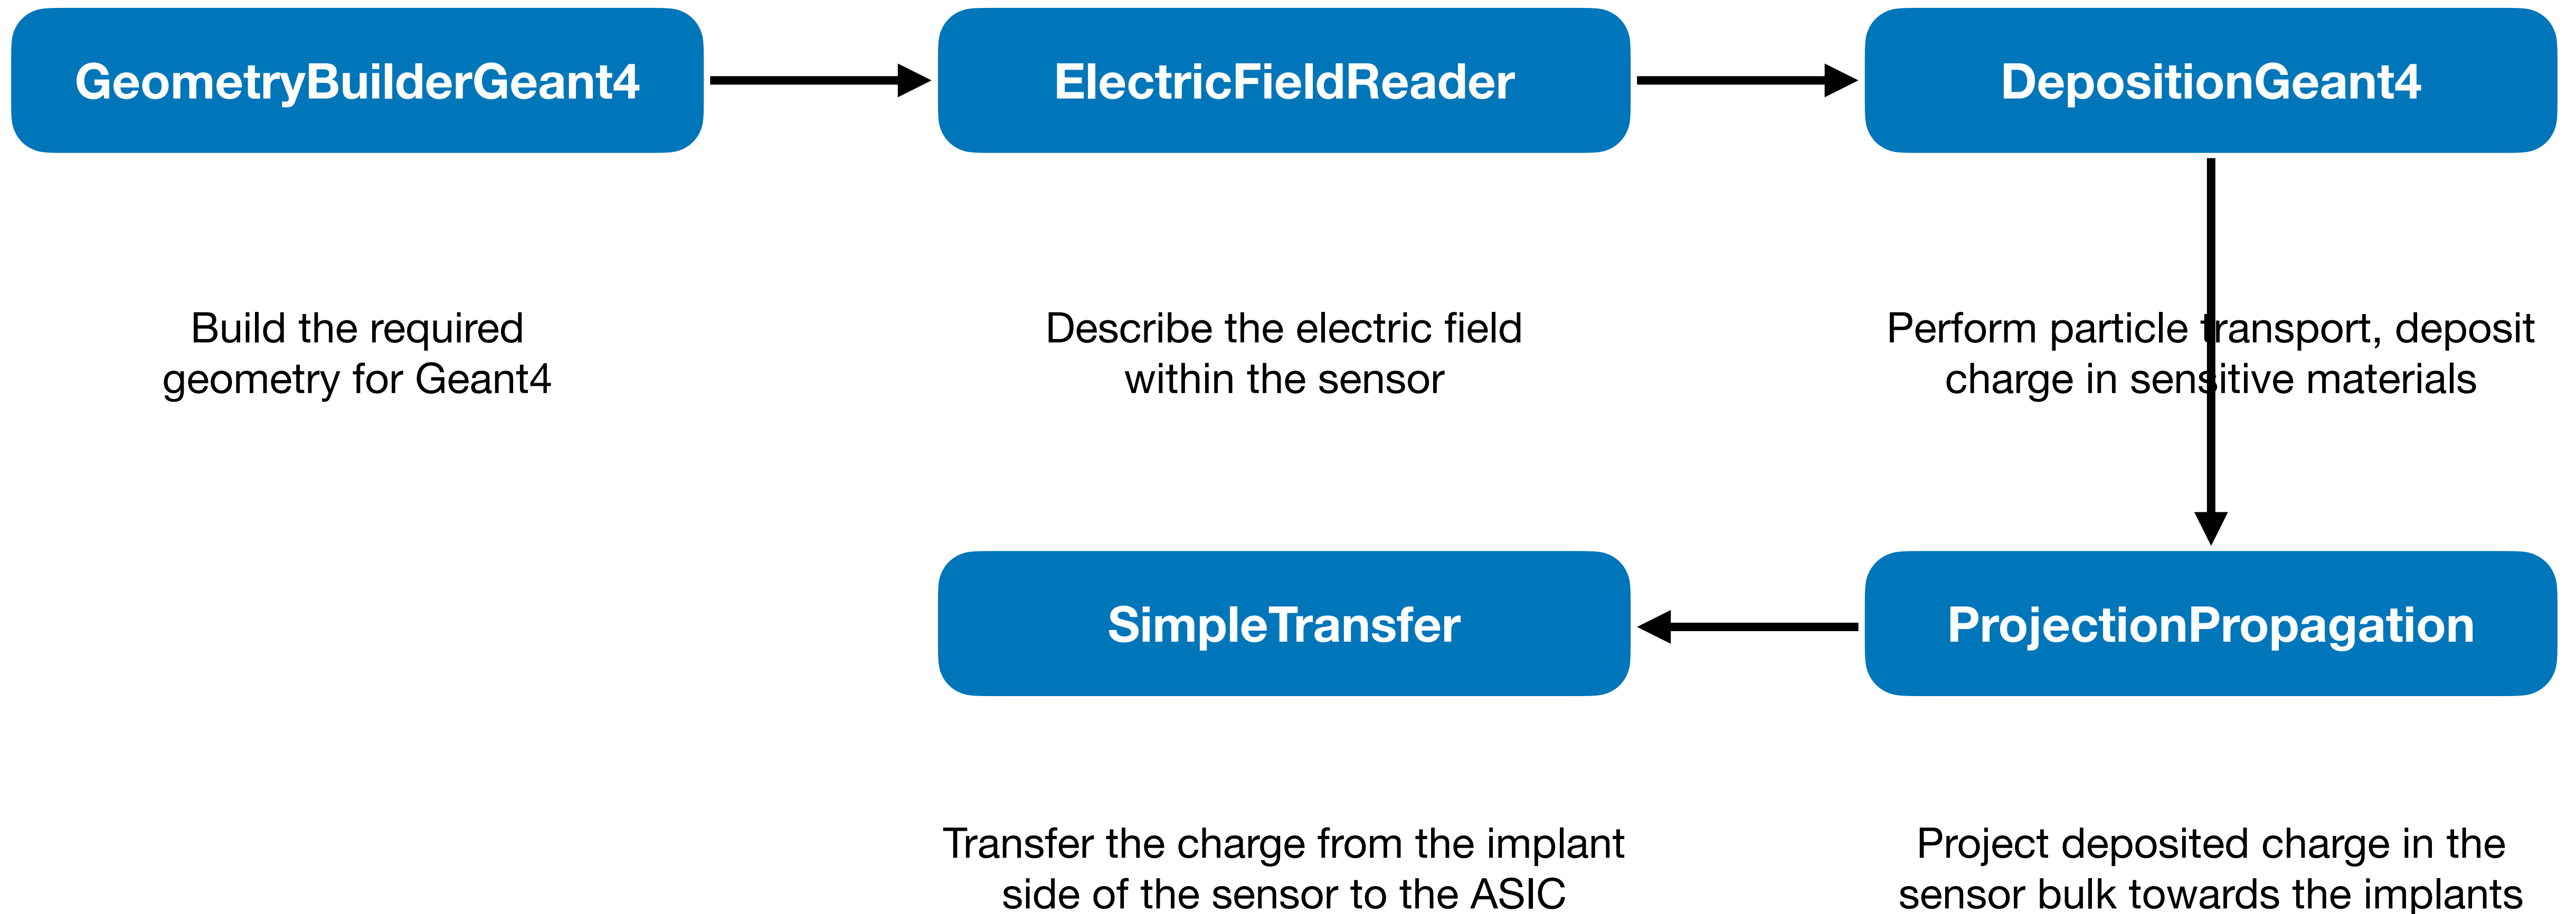 GeometryBuilderGeant4
ElectricFieldReader
DepositionGeant4
Build the required
geometry for Geant4
Describe the electric field
within the sensor
Perform particle transport, deposit
charge in sensitive materials
SimpleTransfer
ProjectionPropagation
Transfer the charge from the implant
side of the sensor to the ASIC
Project deposited charge in the
sensor bulk towards the implants